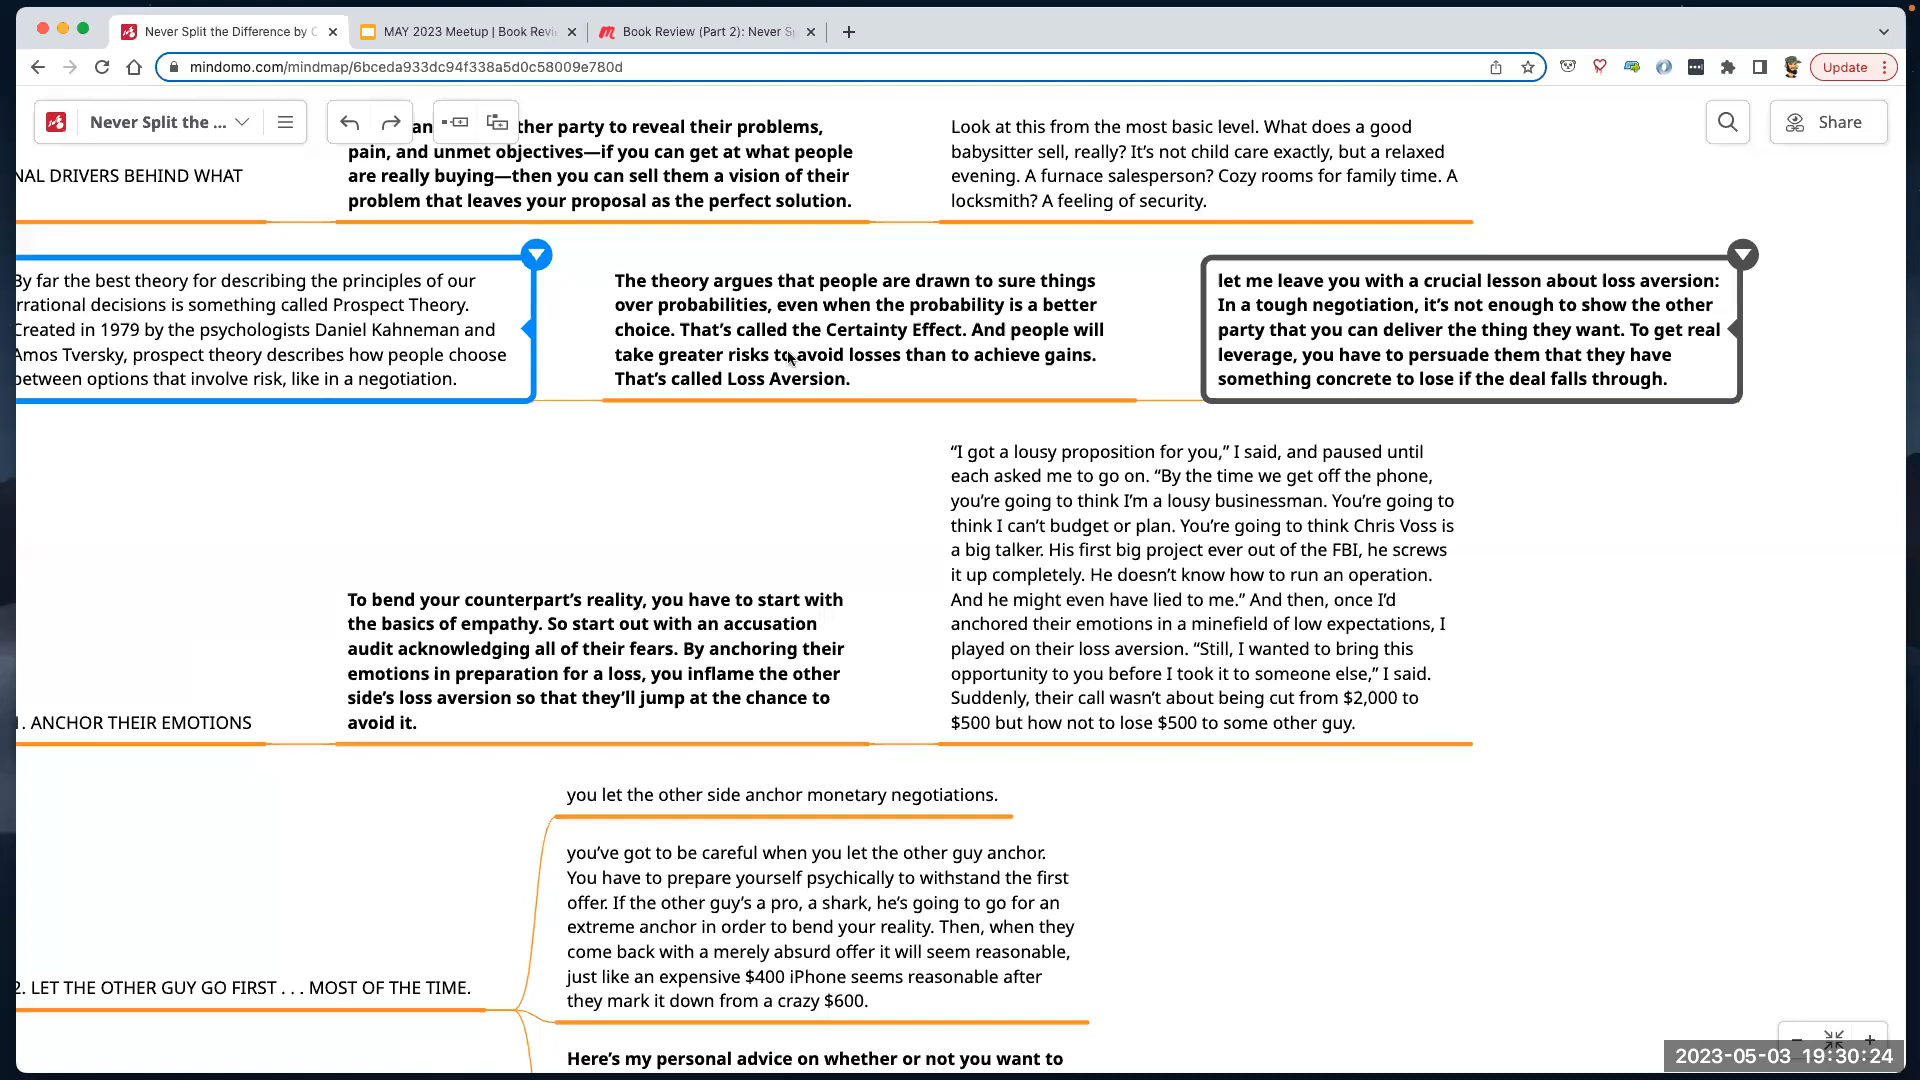 Never Split the Difference by C
MAY 2023 Meetup | Book Revi
Book Review (Part 2): Never S
mindomo.com/mindmap/6bceda933dc94f338a5d0c58009e780d
Update
Never Split the ...
Share
ther party to reveal their problems,
pain, and unmet objectives—if you can get at what people
are really buying—then you can sell them a vision of their
problem that leaves your proposal as the perfect solution.
NAL DRIVERS BEHIND WHAT
Look at this from the most basic level. What does a good
babysitter sell, really? It’s not child care exactly, but a relaxed
evening. A furnace salesperson? Cozy rooms for family time. A
locksmith? A feeling of security.
By far the best theory for describing the principles of our
rrational decisions is something called Prospect Theory.
Created in 1979 by the psychologists Daniel Kahneman and
Amos Tversky, prospect theory describes how people choose
between options that involve risk, like in a negotiation.
The theory argues that people are drawn to sure things
over probabilities, even when the probability is a better
choice. That’s called the Certainty Effect. And people will
take greater risks to avoid losses than to achieve gains.
That’s called Loss Aversion.
let me leave you with a crucial lesson about loss aversion:
In a tough negotiation, it’s not enough to show the other
party that you can deliver the thing they want. To get real
leverage, you have to persuade them that they have
something concrete to lose if the deal falls through.
1. ANCHOR THEIR EMOTIONS
To bend your counterpart’s reality, you have to start with
the basics of empathy. So start out with an accusation
audit acknowledging all of their fears. By anchoring their
emotions in preparation for a loss, you inflame the other
side’s loss aversion so that they’ll jump at the chance to
avoid it.
“I got a lousy proposition for you,” I said, and paused until
each asked me to go on. “By the time we get off the phone,
you’re going to think I’m a lousy businessman. You’re going to
think I can’t budget or plan. You’re going to think Chris Voss is
a big talker. His first big project ever out of the FBI, he screws
it up completely. He doesn’t know how to run an operation.
And he might even have lied to me.” And then, once I’d
anchored their emotions in a minefield of low expectations, I
played on their loss aversion. “Still, I wanted to bring this
opportunity to you before I took it to someone else,” I said.
Suddenly, their call wasn’t about being cut from $2,000 to
$500 but how not to lose $500 to some other guy.
2. LET THE OTHER GUY GO FIRST . . . MOST OF THE TIME.
you let the other side anchor monetary negotiations.
you’ve got to be careful when you let the other guy anchor.
You have to prepare yourself psychically to withstand the first
offer. If the other guy’s a pro, a shark, he’s going to go for an
extreme anchor in order to bend your reality. Then, when they
come back with a merely absurd offer it will seem reasonable,
just like an expensive $400 iPhone seems reasonable after
they mark it down from a crazy $600.
Here’s my personal advice on whether or not you want to
2023-05-03 19:30:24